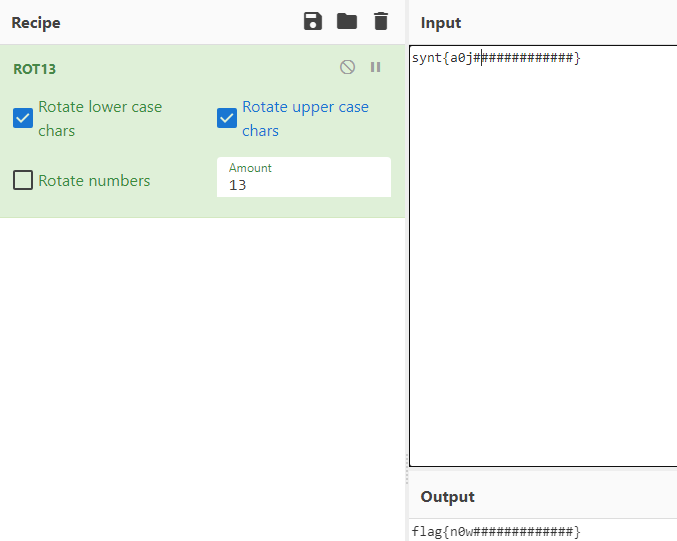 Recipe
ROT13
Rotate lower case chars
Rotate upper case chars
Rotate numbers
Amount
13
Input
synt{a0j#############}
Output
flag{n0w#############}